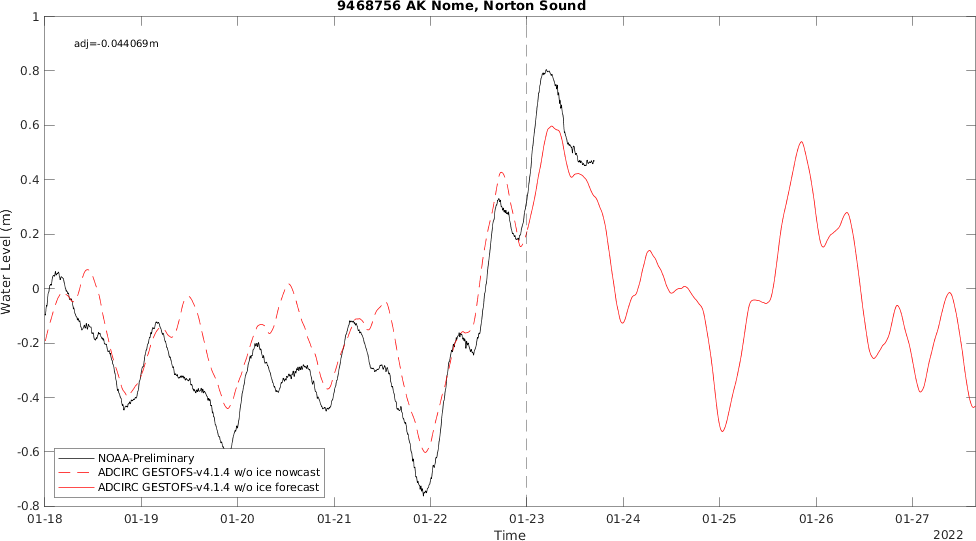 9468756 AK Nome, Norton Sound
adj=-0.044069m
Water Level (m)
1
0.8
0.6
0.4
0.2
0
-0.2
-0.4
-0.6
-0.8
NOAA-Preliminary
ADCIRC GESTOFS-v4.1.4 w/o ice nowcast
ADCIRC GESTOFS-v4.1.4 w/o ice forecast
01-18 01-19 01-20 01-21 01-22 01-23 01-24 01-25 01-26 01-27
Time
2022